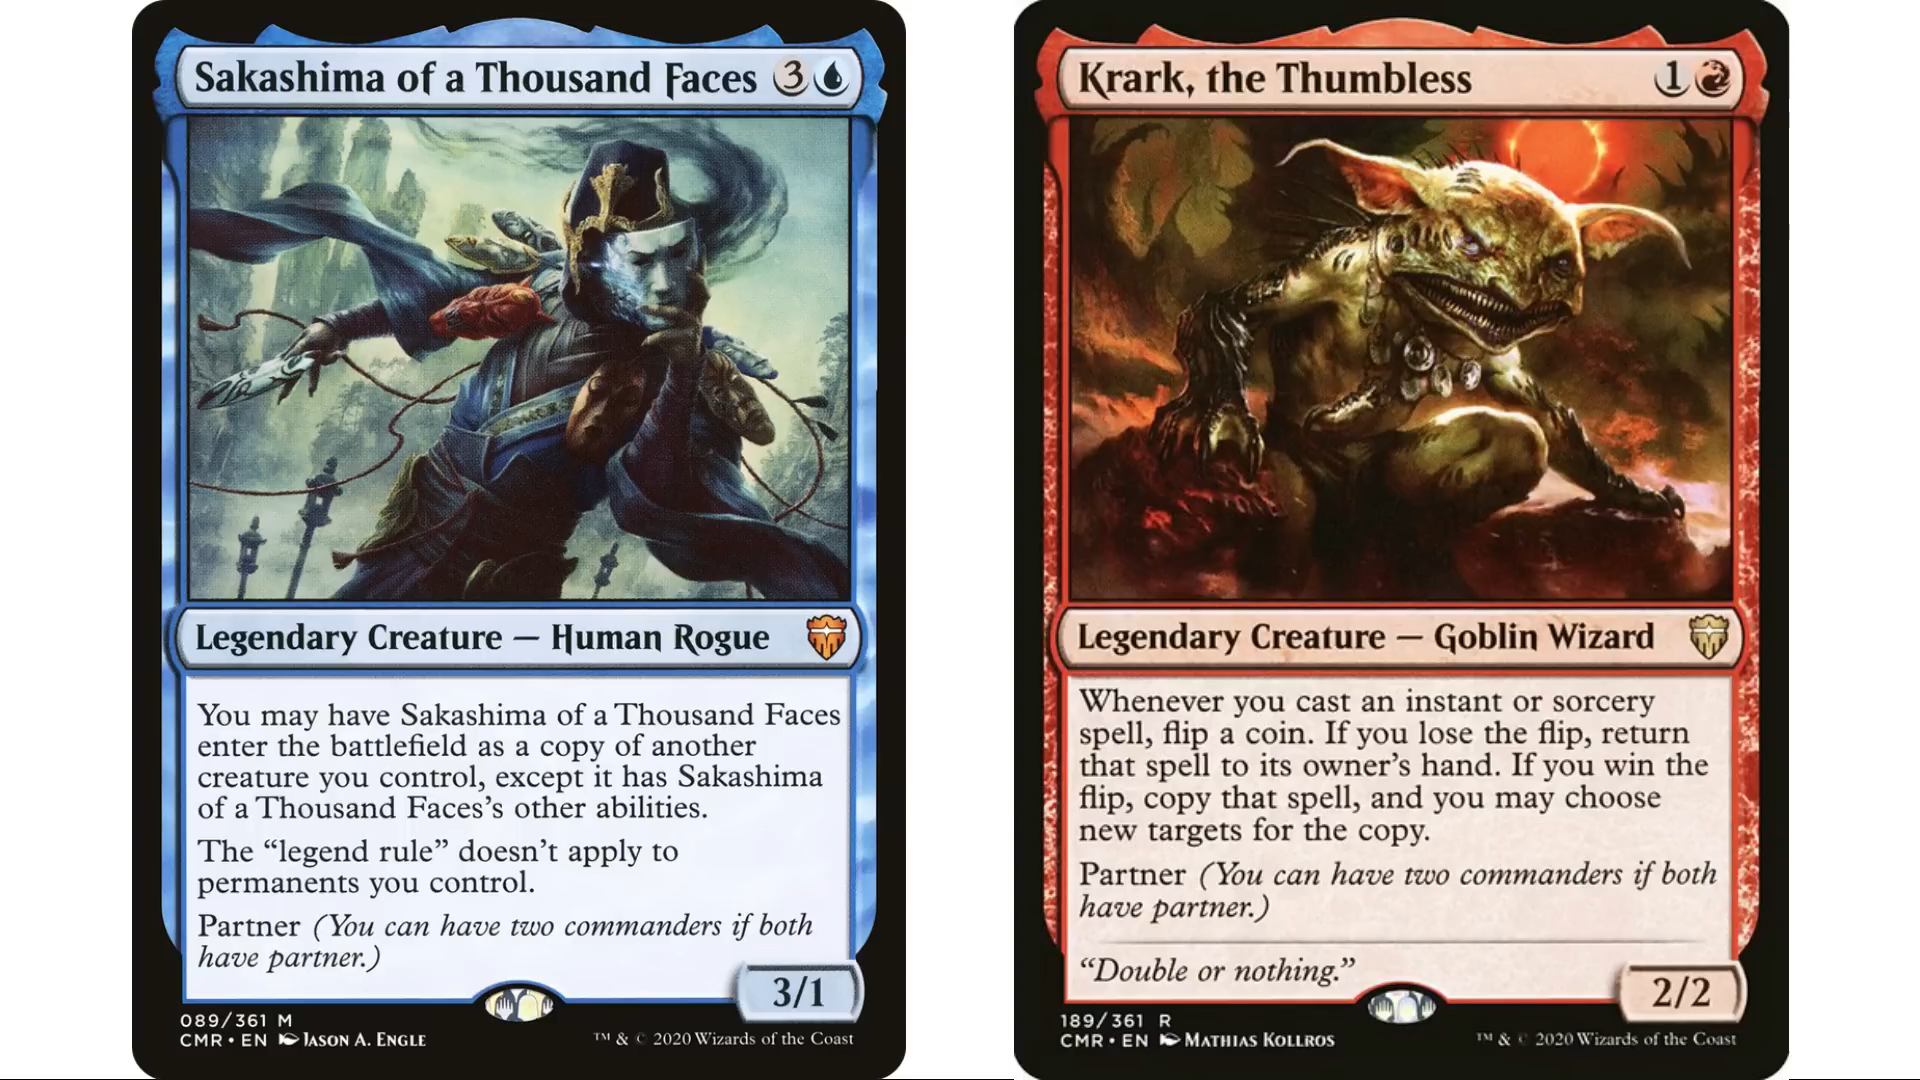 Sakashima of a Thousand Faces 3
Legendary Creature — Human Rogue
You may have Sakashima of a Thousand Faces
enter the battlefield as a copy of another
creature you control, except it has Sakashima
of a Thousand Faces’s other abilities.
The “legend rule” doesn’t apply to
permanents you control.
Partner (You can have two commanders if both
have partner.)
3/1
089/361 M
CMR • EN JASON A. ENGLE
™ & © 2020 Wizards of the Coast
Krark, the Thumbless 1
Legendary Creature — Goblin Wizard
Whenever you cast an instant or sorcery
spell, flip a coin. If you lose the flip, return
that spell to its owner’s hand. If you win the
flip, copy that spell, and you may choose
new targets for the copy.
Partner (You can have two commanders if both
have partner.)
“Double or nothing.”
2/2
189/361 R
CMR • EN MATHIAS KOLLROS
™ & © 2020 Wizards of the Coast